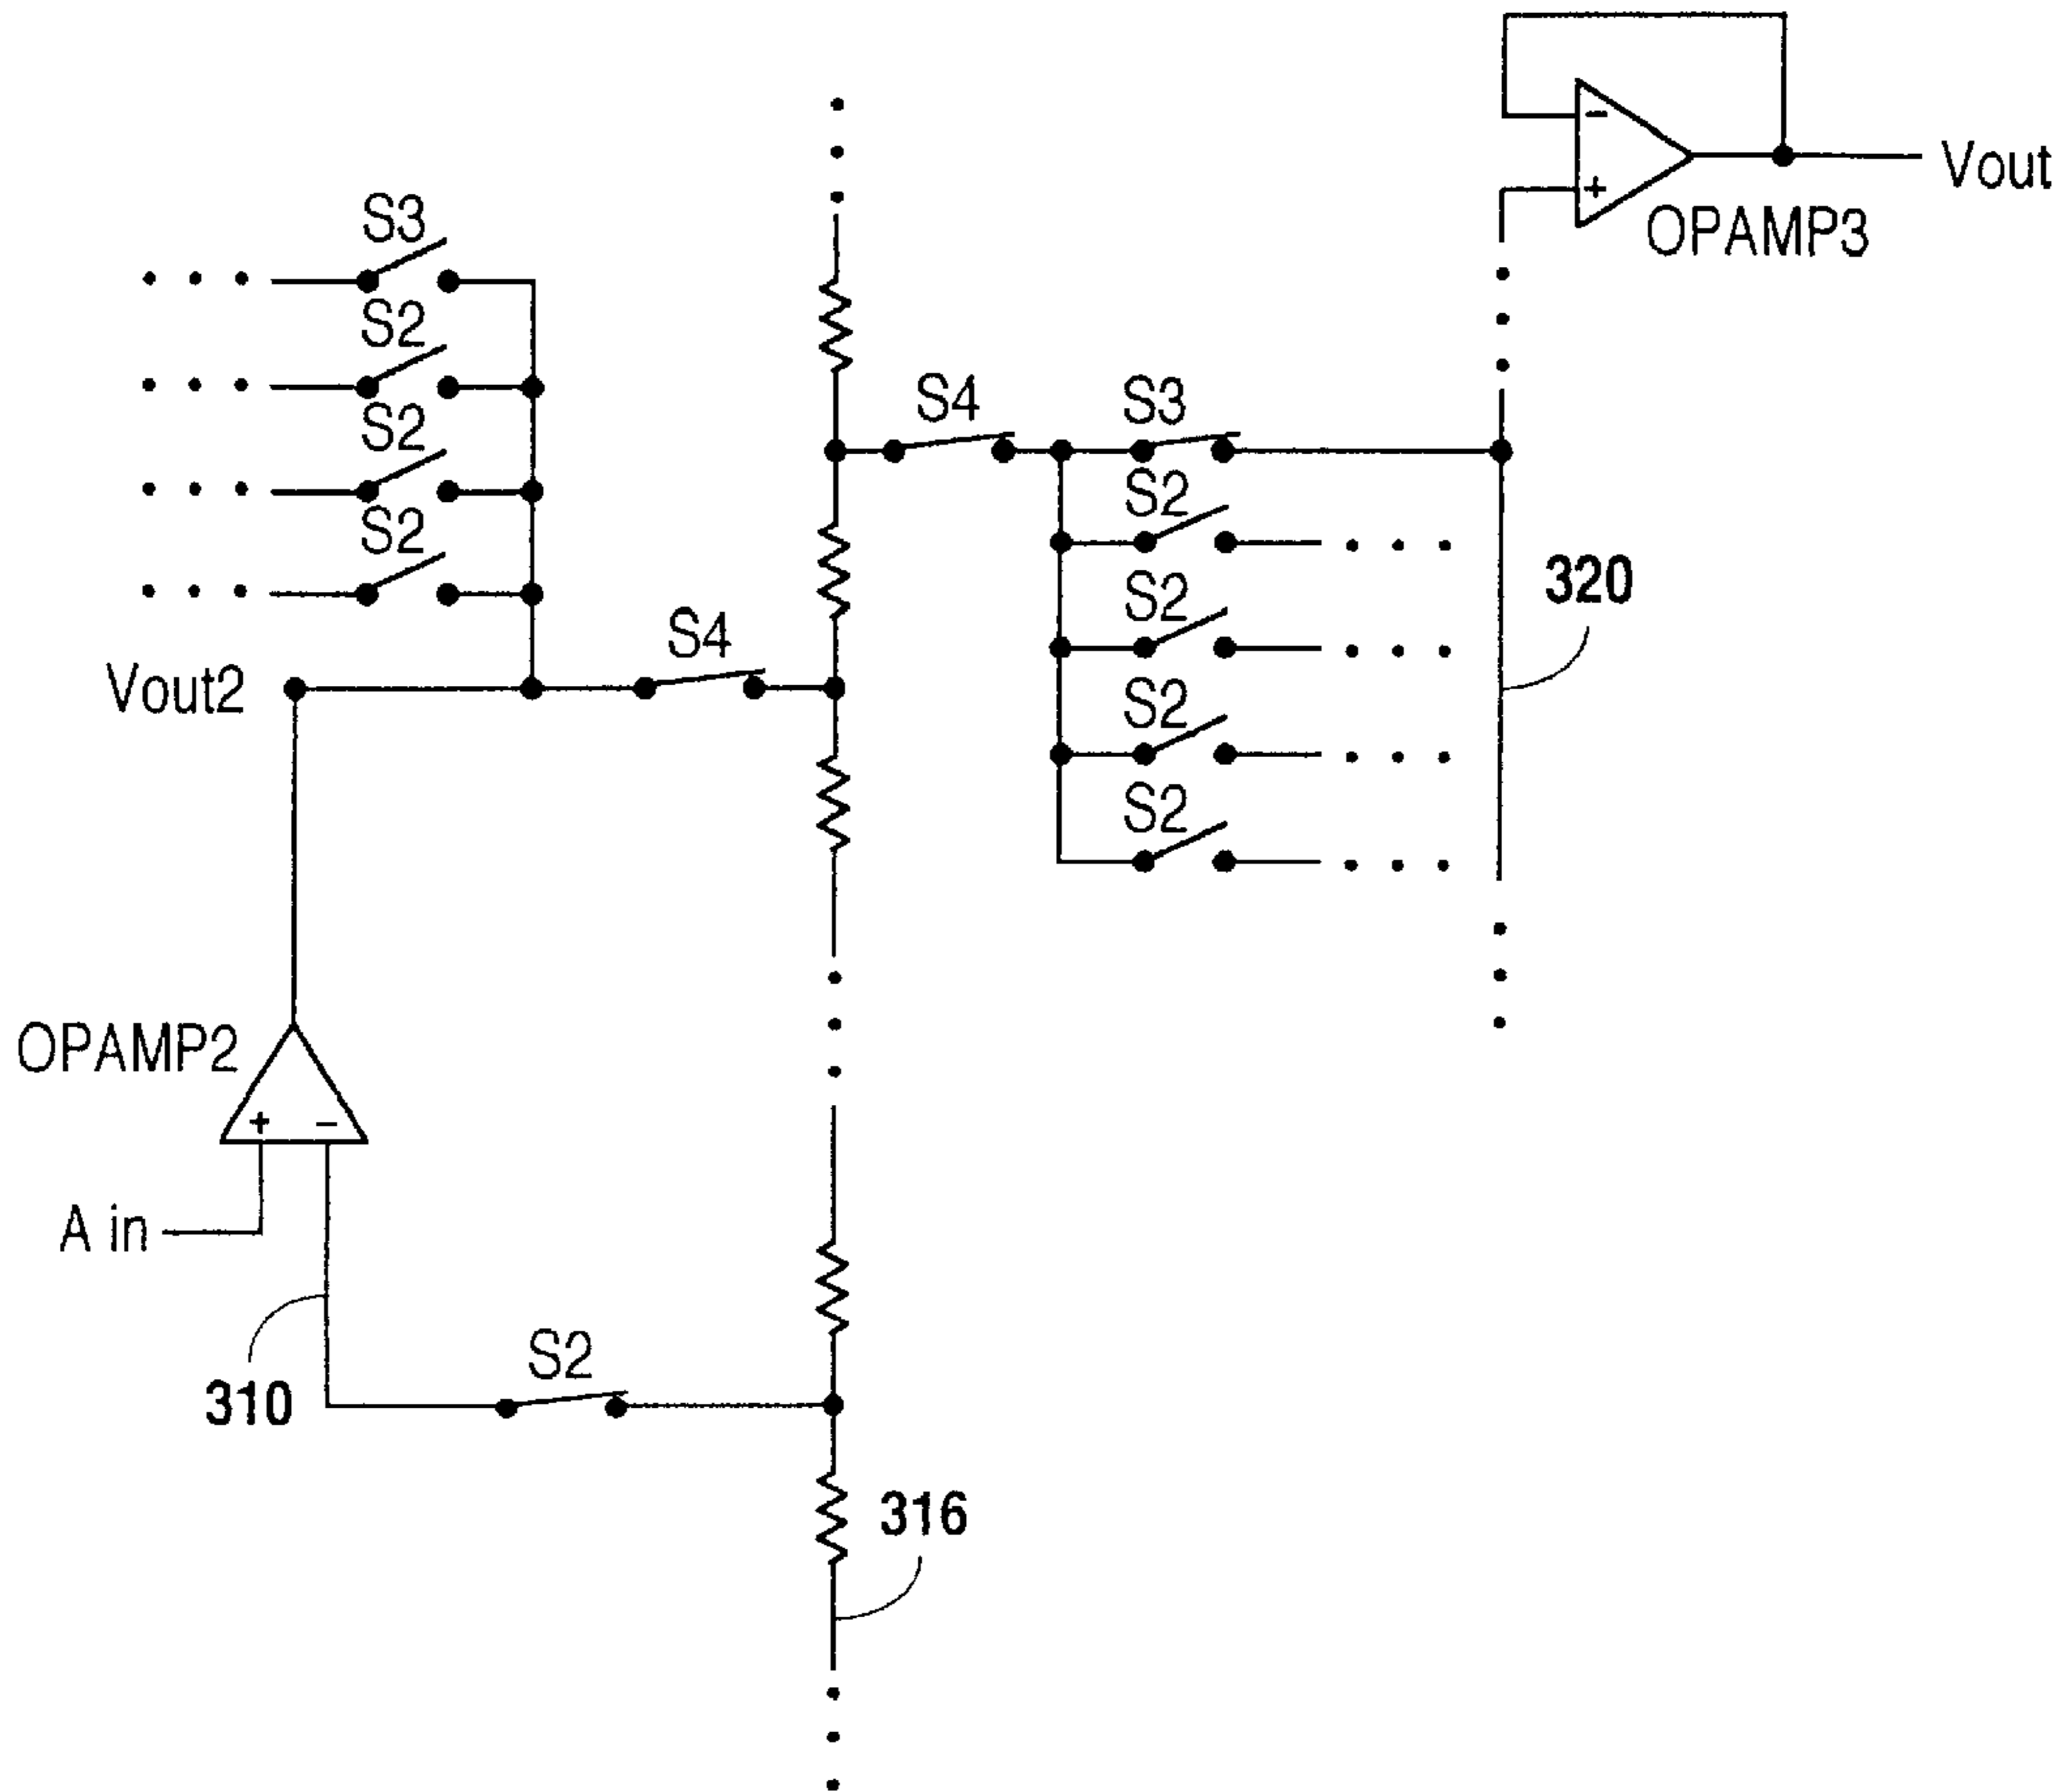 Vout
OPAMP3
-
+
S3
S2
S2
S2
S4
S3
S2
S2
S2
S2
320
S4
Vout2
OPAMP2
+ -
A in
310
S2
316